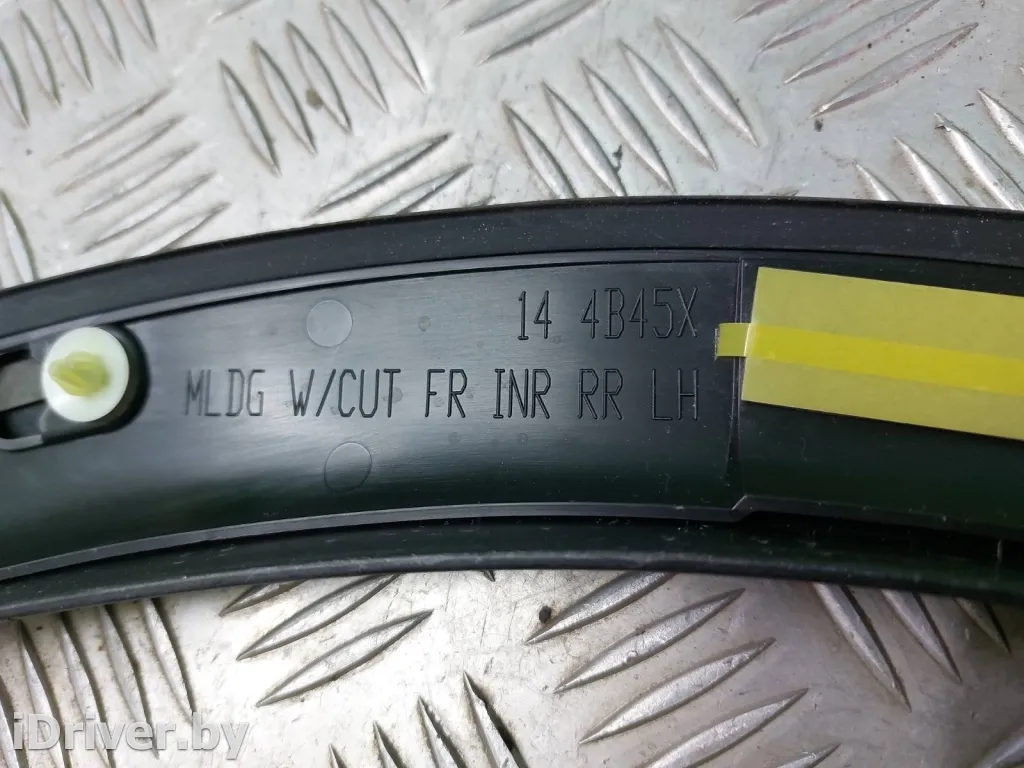 14 4B45X
MLDG W/CUT FR INR RR LH
iDriver.by